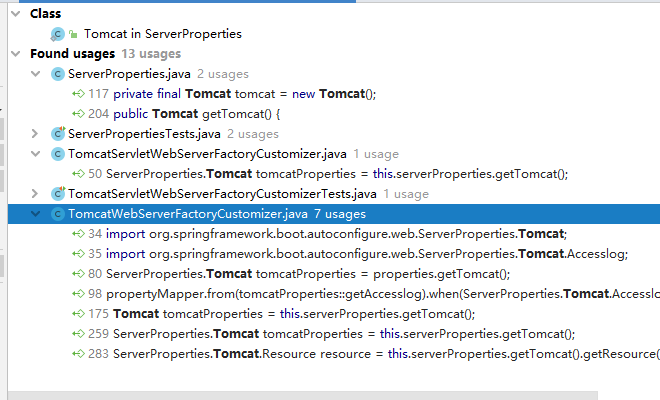 Class
Tomcat in ServerProperties
Found usages 13 usages
ServerProperties.java 2 usages
117 private final Tomcat tomcat = new Tomcat();
204 public Tomcat getTomcat() {
ServerPropertiesTests.java 2 usages
TomcatServletWebServerFactoryCustomizer.java 1 usage
50 ServerProperties.Tomcat tomcatProperties = this.serverProperties.getTomcat();
TomcatServletWebServerFactoryCustomizerTests.java 1 usage
TomcatWebServerFactoryCustomizer.java 7 usages
34 import org.springframework.boot.autoconfigure.web.ServerProperties.Tomcat;
35 import org.springframework.boot.autoconfigure.web.ServerProperties.Tomcat.Accesslog;
80 ServerProperties.Tomcat tomcatProperties = properties.getTomcat();
98 propertyMapper.from(tomcatProperties::getAccesslog).when(ServerProperties.Tomcat.Accesslo
175 Tomcat tomcatProperties = this.serverProperties.getTomcat();
259 ServerProperties.Tomcat tomcatProperties = this.serverProperties.getTomcat();
283 ServerProperties.Tomcat.Resource resource = this.serverProperties.getTomcat().getResource(